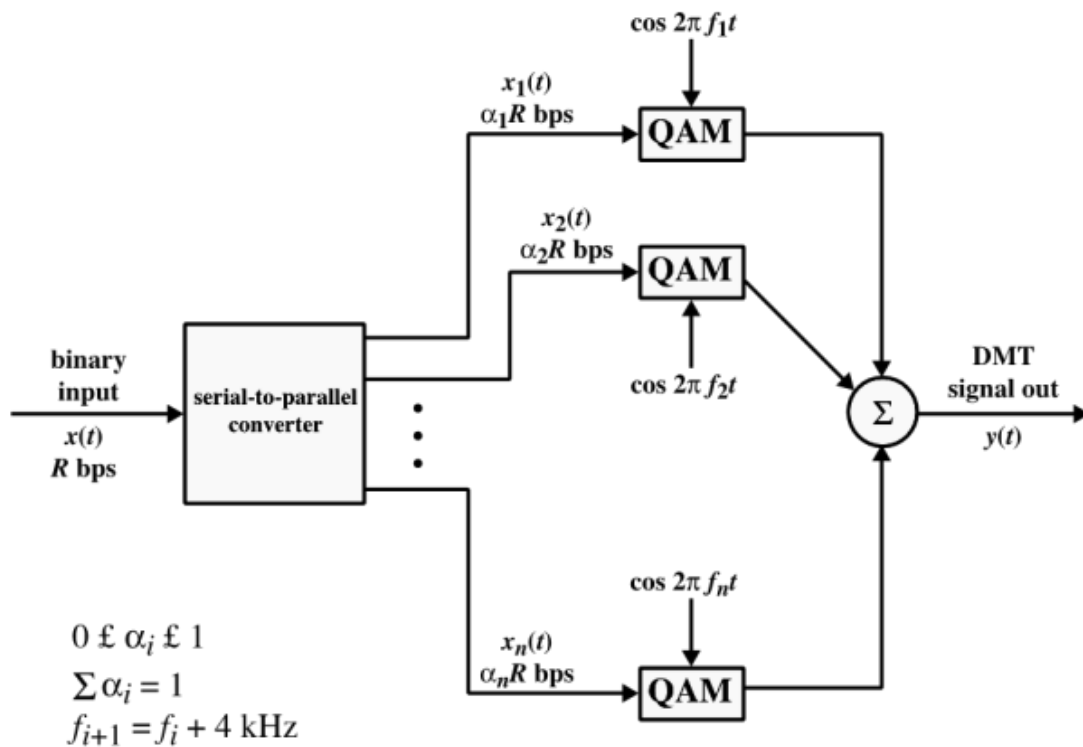 cos 2π f₁t
x₁(t)
α₁R bps
QAM
x₂(t)
α₂R bps
QAM
cos 2π f₂t
binary
input
x(t)
R bps
serial-to-parallel
converter
Σ
DMT
signal out
y(t)
cos 2π fₙt
xₙ(t)
αₙR bps
QAM
0 £ αᵢ £ 1
Σ αᵢ = 1
fᵢ₊₁ = fᵢ + 4 kHz